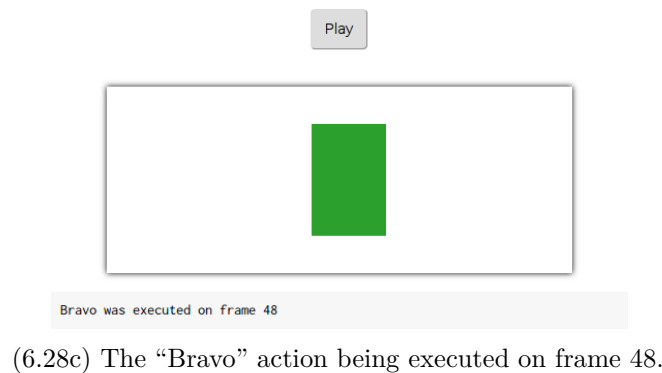 Play
Bravo was executed on frame 48
(6.28c) The “Bravo” action being executed on frame 48.